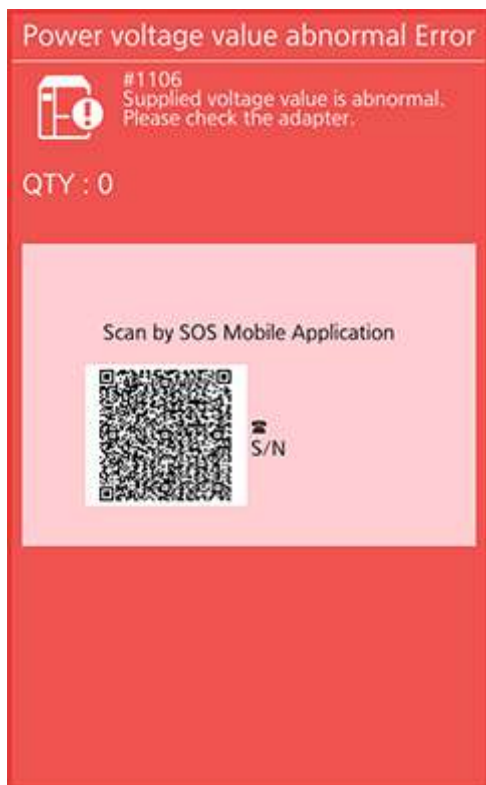 Power voltage value abnormal Error
#1106
Supplied voltage value is abnormal.
Please check the adapter.
QTY : 0
Scan by SOS Mobile Application
☎
S/N